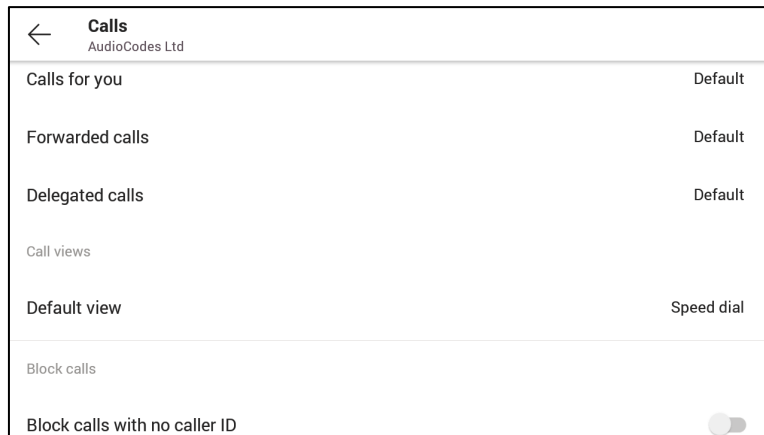 Calls
AudioCodes Ltd
Calls for you Default
Forwarded calls Default
Delegated calls Default
Call views
Default view Speed dial
Block calls
Block calls with no caller ID